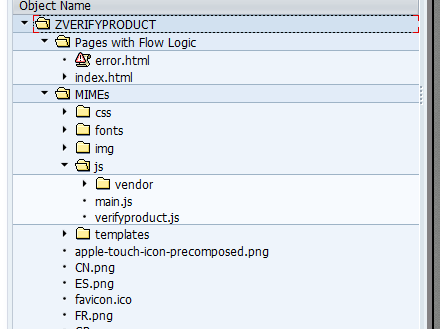 Object Name
ZVERIFYPRODUCT
Pages with Flow Logic
error.html
index.html
MIMEs
css
fonts
img
js
vendor
main.js
verifyproduct.js
templates
apple-touch-icon-precomposed.png
CN.png
ES.png
favicon.ico
FR.png